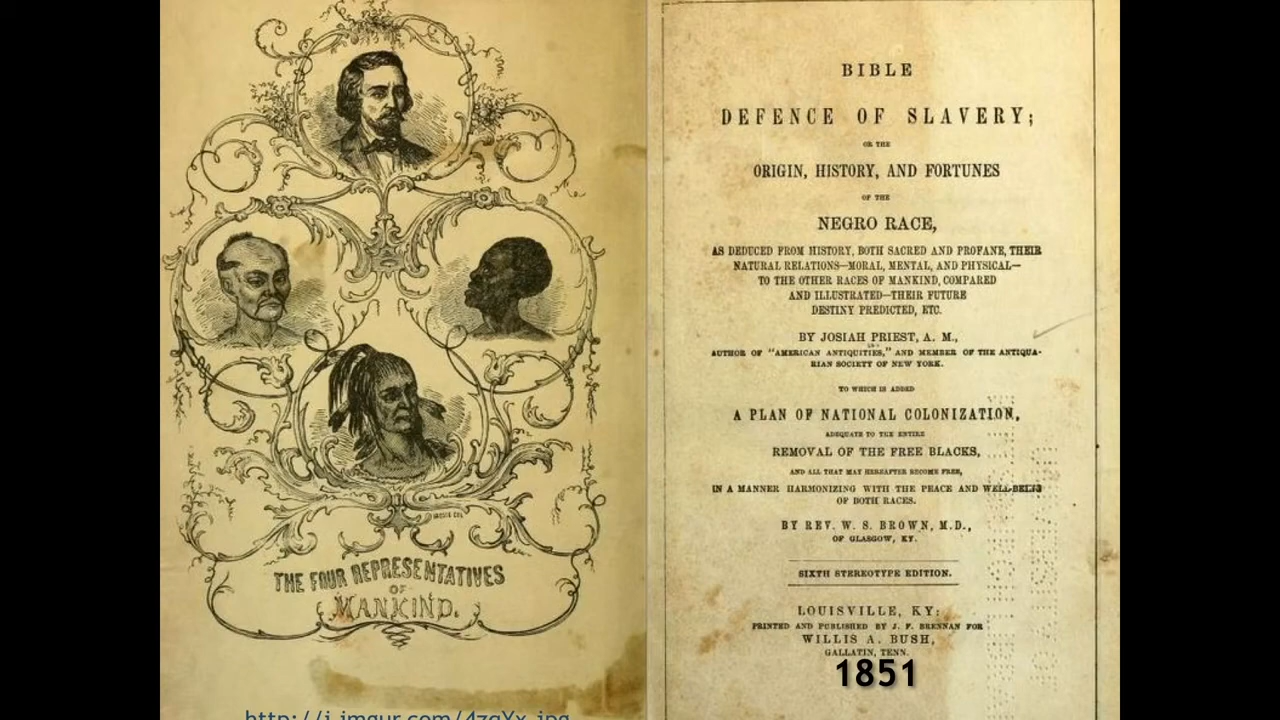 THE FOUR REPRESENTATIVES
OF
MANKIND.
BIBLE
DEFENCE OF SLAVERY;
OR THE
ORIGIN, HISTORY, AND FORTUNES
OF THE
NEGRO RACE,
AS DEDUCED FROM HISTORY, BOTH SACRED AND PROFANE, THEIR
NATURAL RELATIONS—MORAL, MENTAL, AND PHYSICAL—
TO THE OTHER RACES OF MANKIND, COMPARED
AND ILLUSTRATED—THEIR FUTURE
DESTINY PREDICTED, ETC.
BY JOSIAH PRIEST, A. M.,
AUTHOR OF "AMERICAN ANTIQUITIES," AND MEMBER OF THE ANTIQUA-
RIAN SOCIETY OF NEW YORK.
TO WHICH IS ADDED
A PLAN OF NATIONAL COLONIZATION,
ADEQUATE TO THE ENTIRE
REMOVAL OF THE FREE BLACKS,
AND ALL THAT MAY HEREAFTER BECOME FREE,
IN A MANNER HARMONIZING WITH THE PEACE AND WELL-BEING
OF BOTH RACES.
BY REV. W. S. BROWN, M.D.,
OF GLASGOW, KY.
SIXTH STEREOTYPE EDITION.
LOUISVILLE, KY:
PRINTED AND PUBLISHED BY J. F. BRENNAN FOR
WILLIS A. BUSH,
GALLATIN, TENN.
1851